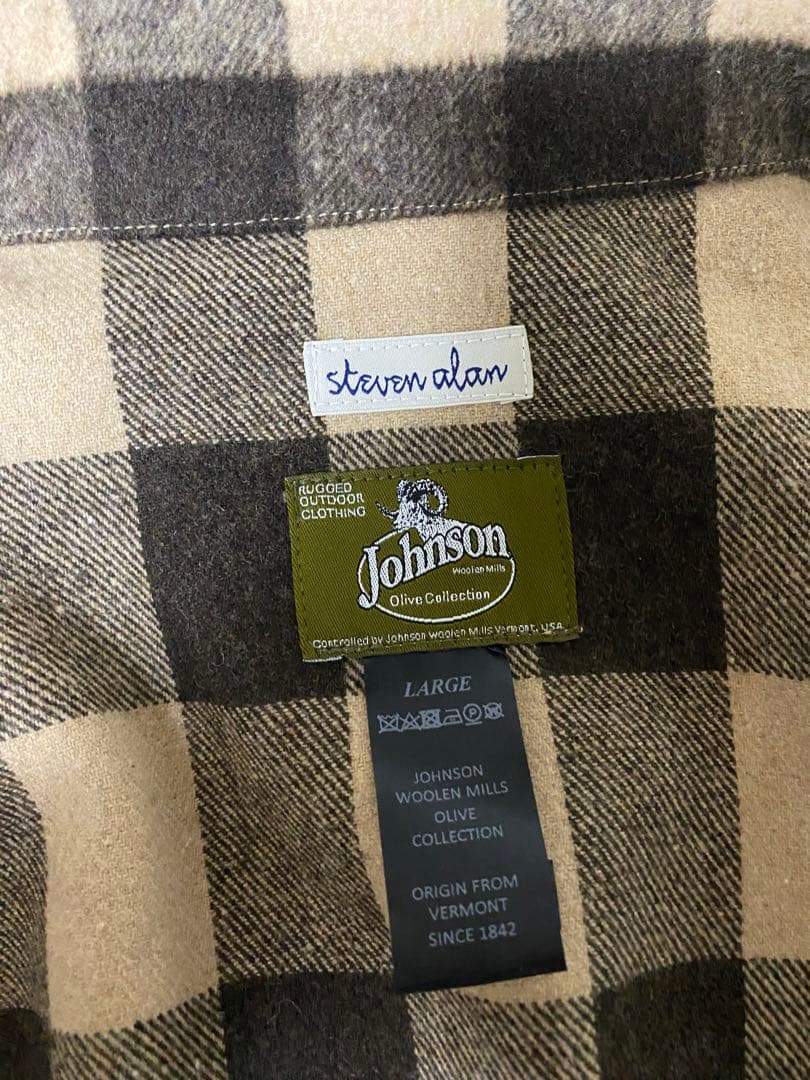 steven alan
RUGGED
OUTDOOR
CLOTHING
Johnson
Woolen Mills
Olive Collection
Controlled by Johnson Woolen Mills Vermont, USA
LARGE
JOHNSON
WOOLEN MILLS
OLIVE
COLLECTION
ORIGIN FROM
VERMONT
SINCE 1842